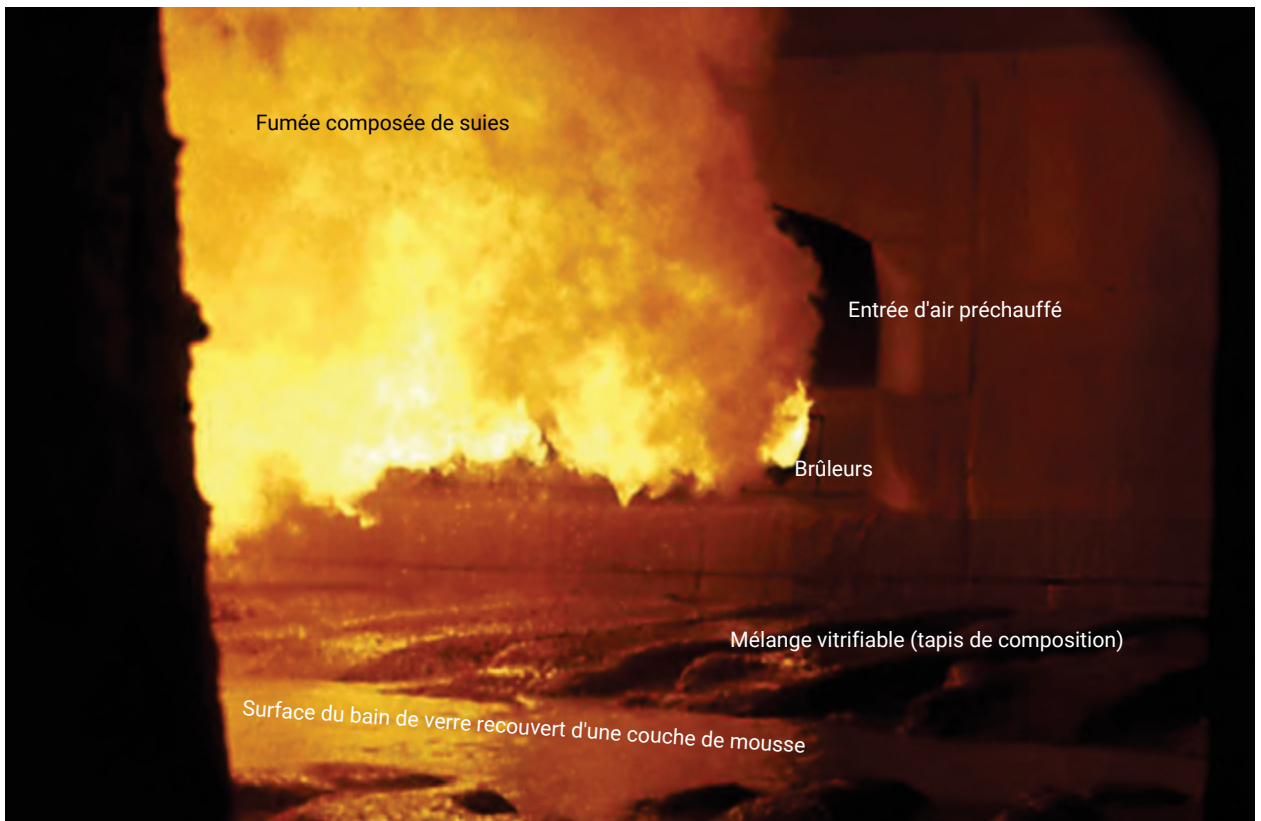 Fumée composée de suies
Entrée d'air préchauffé
Brûleurs
Mélange vitrifiable (tapis de composition)
Surface du bain de verre recouvert d'une couche de mousse